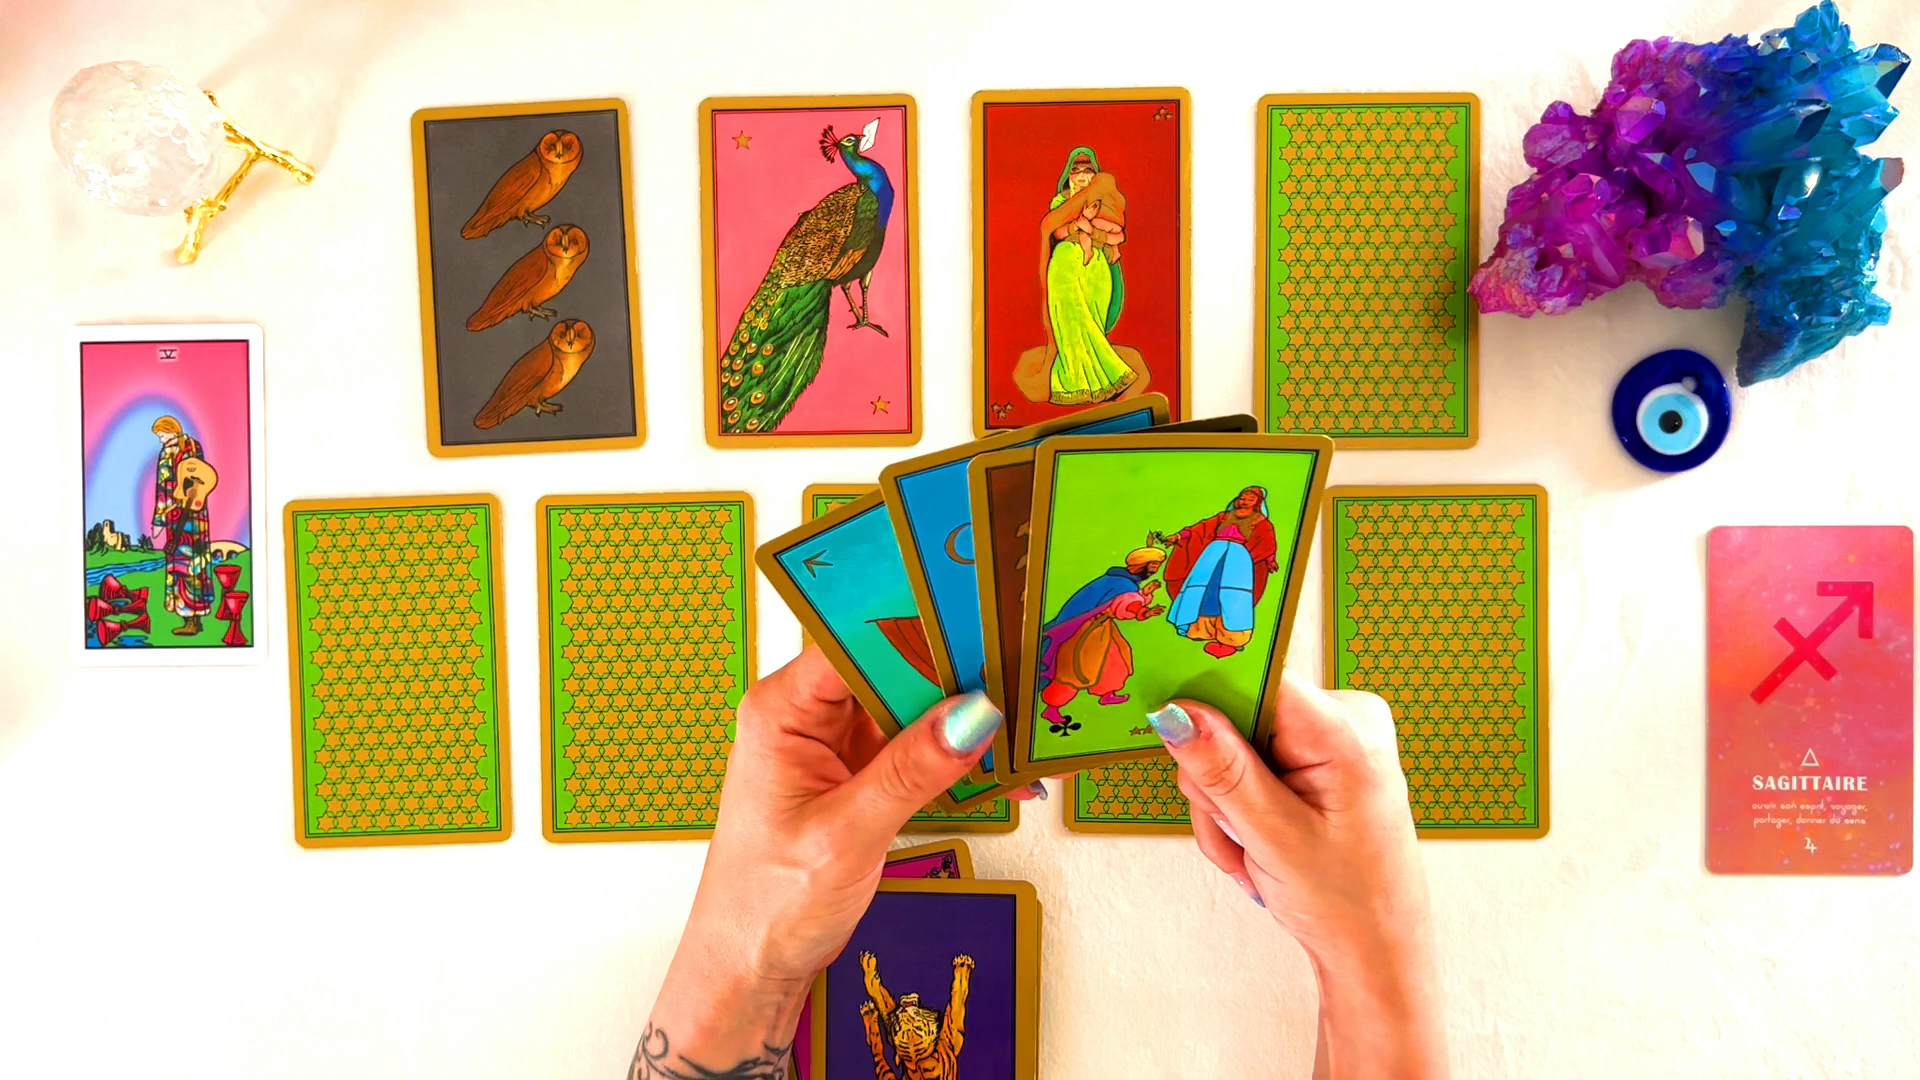 V
SAGITTAIRE
ouvrir son esprit, voyager,
partager, donner du sens